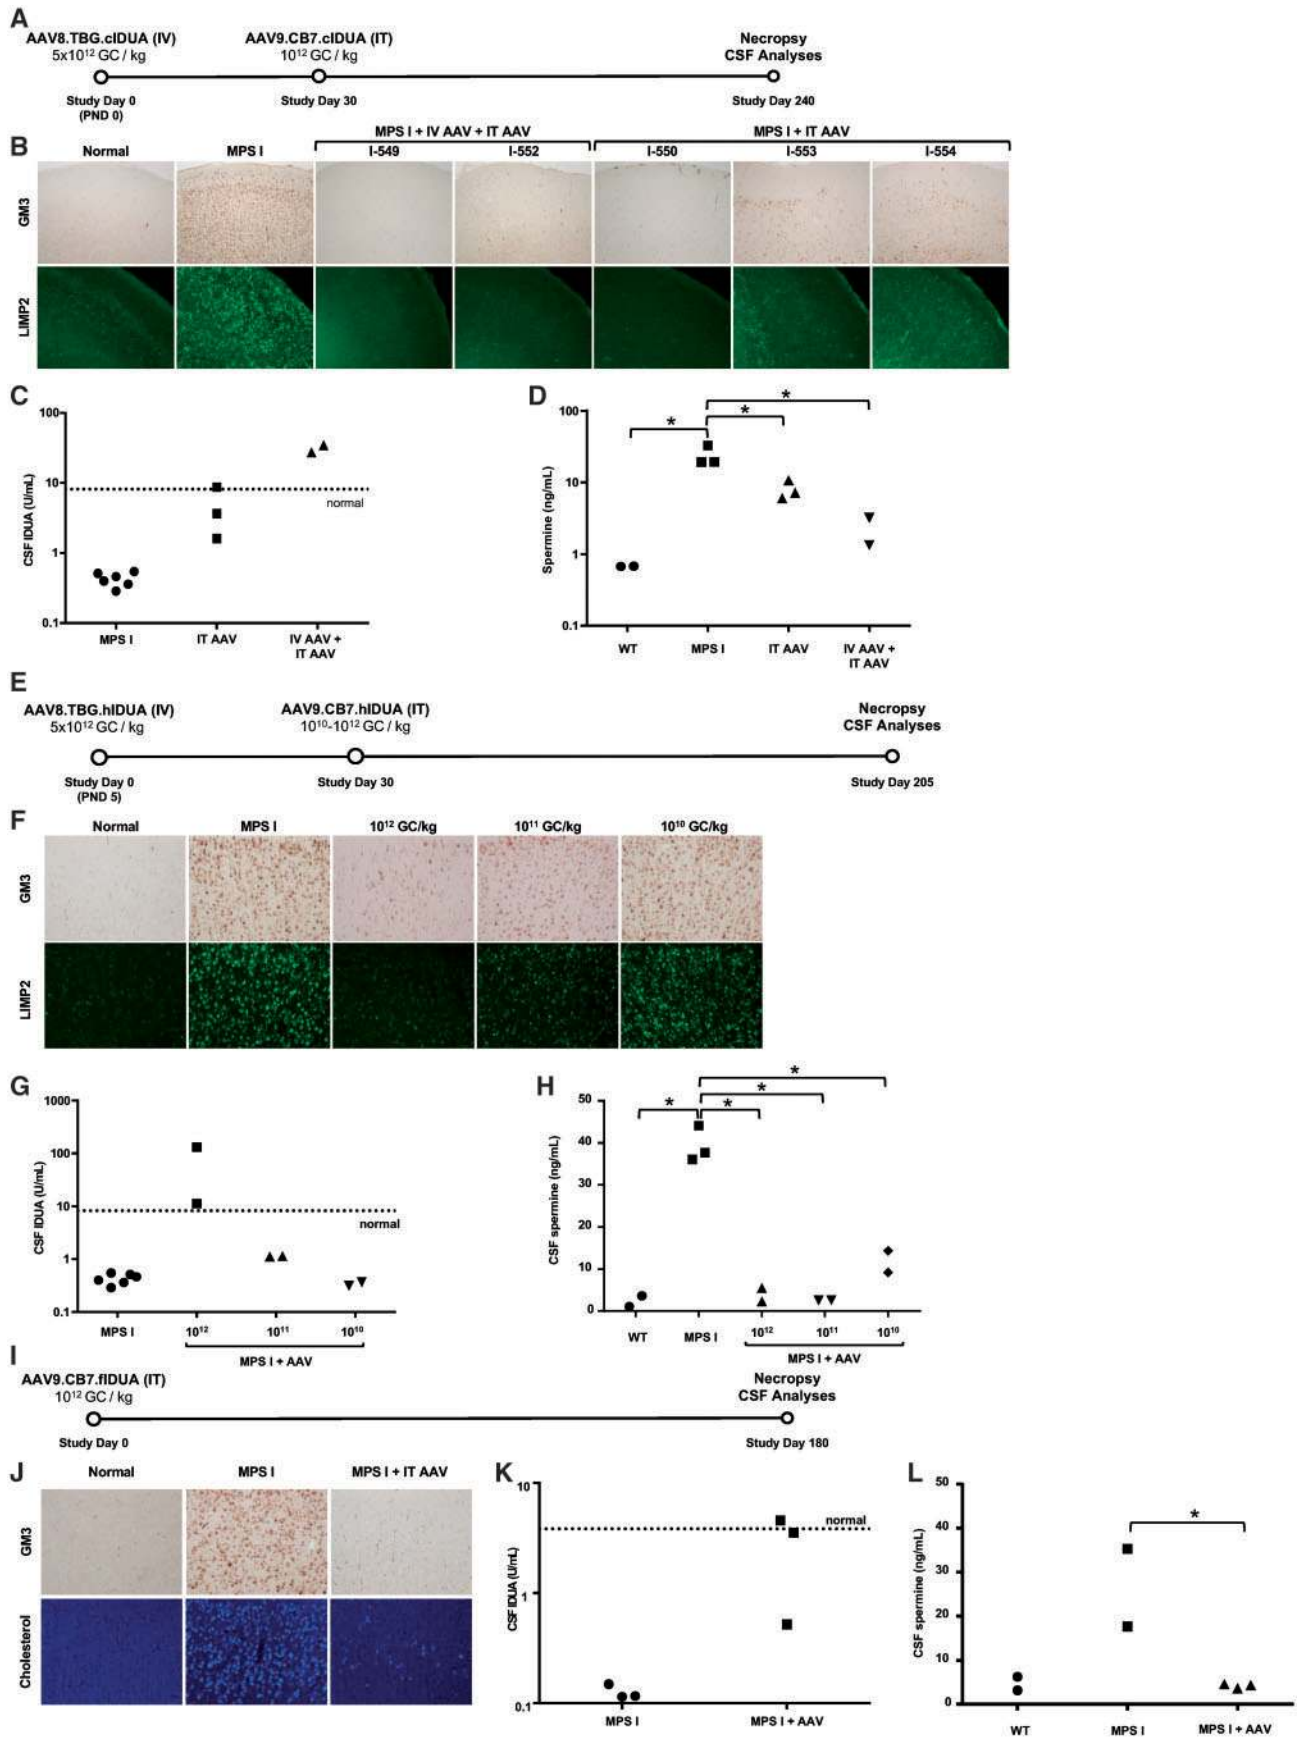 A
AAV8.TBG.cIDUA (IV)
5x10¹² GC / kg
AAV9.CB7.cIDUA (IT)
10¹² GC / kg
Necropsy
CSF Analyses
Study Day 0
(PND 0)
Study Day 30
Study Day 240
B
MPS I + IV AAV + IT AAV
MPS I + IT AAV
Normal
MPS I
I-549
I-552
I-550
I-553
I-554
GM3
LIMP2
C
CSF IDUA (U/mL)
100
10
1
0.1
normal
MPS I
IT AAV
IV AAV +
IT AAV
D
Spermine (ng/mL)
100
10
1
0.1
*
*
*
WT
MPS I
IT AAV
IV AAV +
IT AAV
E
AAV8.TBG.hIDUA (IV)
5x10¹² GC / kg
AAV9.CB7.hIDUA (IT)
10¹⁰-10¹² GC / kg
Necropsy
CSF Analyses
Study Day 0
(PND 5)
Study Day 30
Study Day 205
F
Normal
MPS I
10¹² GC/kg
10¹¹ GC/kg
10¹⁰ GC/kg
GM3
LIMP2
G
CSF IDUA (U/mL)
1000
100
10
1
0.1
normal
MPS I
10¹²
10¹¹
10¹⁰
MPS I + AAV
H
CSF spermine (ng/mL)
50
40
30
20
10
0
*
*
*
*
WT
MPS I
10¹²
10¹¹
10¹⁰
MPS I + AAV
I
AAV9.CB7.fIDUA (IT)
10¹² GC / kg
Necropsy
CSF Analyses
Study Day 0
Study Day 180
J
Normal
MPS I
MPS I + IT AAV
GM3
Cholesterol
K
CSF IDUA (U/mL)
10
1
0.1
normal
MPS I
MPS I + AAV
L
CSF spermine (ng/mL)
50
40
30
20
10
0
*
WT
MPS I
MPS I + AAV